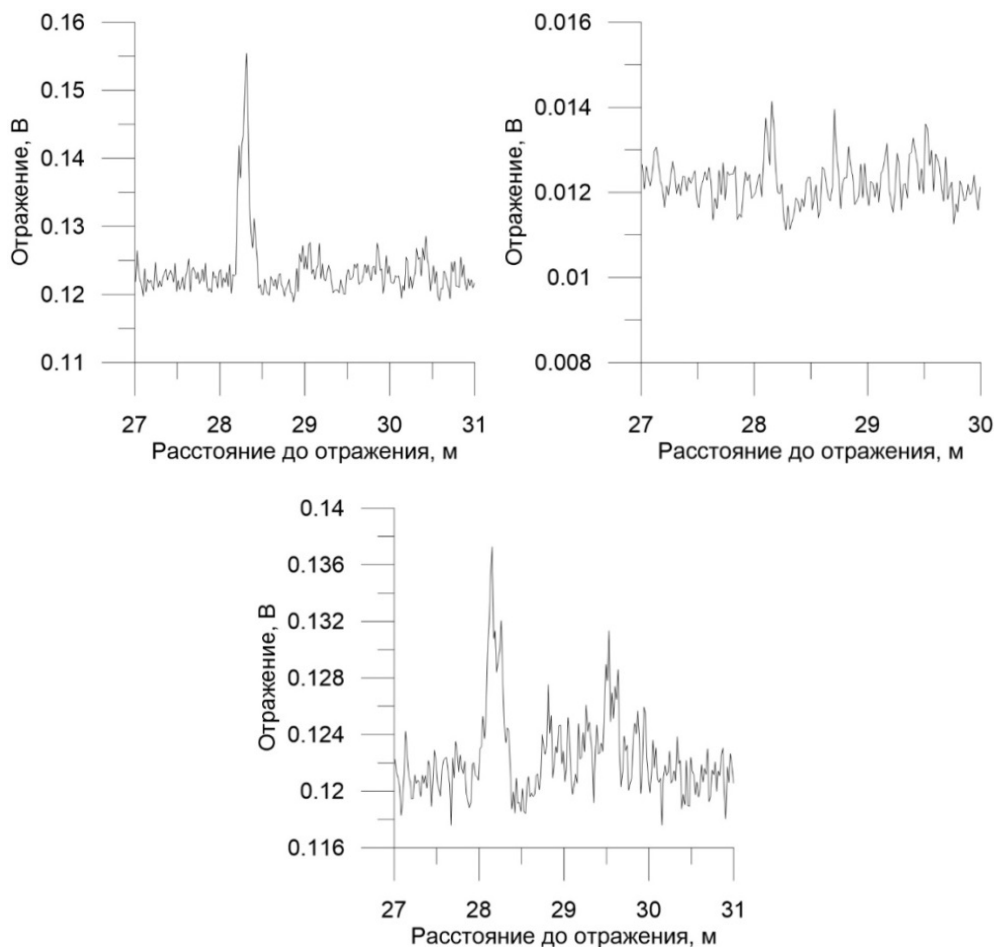 0.16
0.15
0.14
0.13
0.12
0.11
Отражение, В
27 28 29 30 31
Расстояние до отражения, м
0.016
0.014
0.012
0.01
0.008
Отражение, В
27 28 29 30
Расстояние до отражения, м
0.14
0.136
0.132
0.128
0.124
0.12
0.116
Отражение, В
27 28 29 30 31
Расстояние до отражения, м